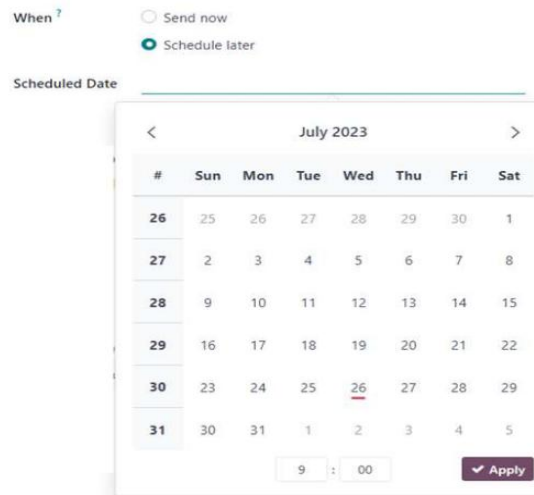 When ?
Send now
Schedule later
Scheduled Date
< July 2023 >
# Sun Mon Tue Wed Thu Fri Sat
26 25 26 27 28 29 30 1
27 2 3 4 5 6 7 8
28 9 10 11 12 13 14 15
29 16 17 18 19 20 21 22
30 23 24 25 26 27 28 29
31 30 31 1 2 3 4 5
9 : 00 ✔ Apply